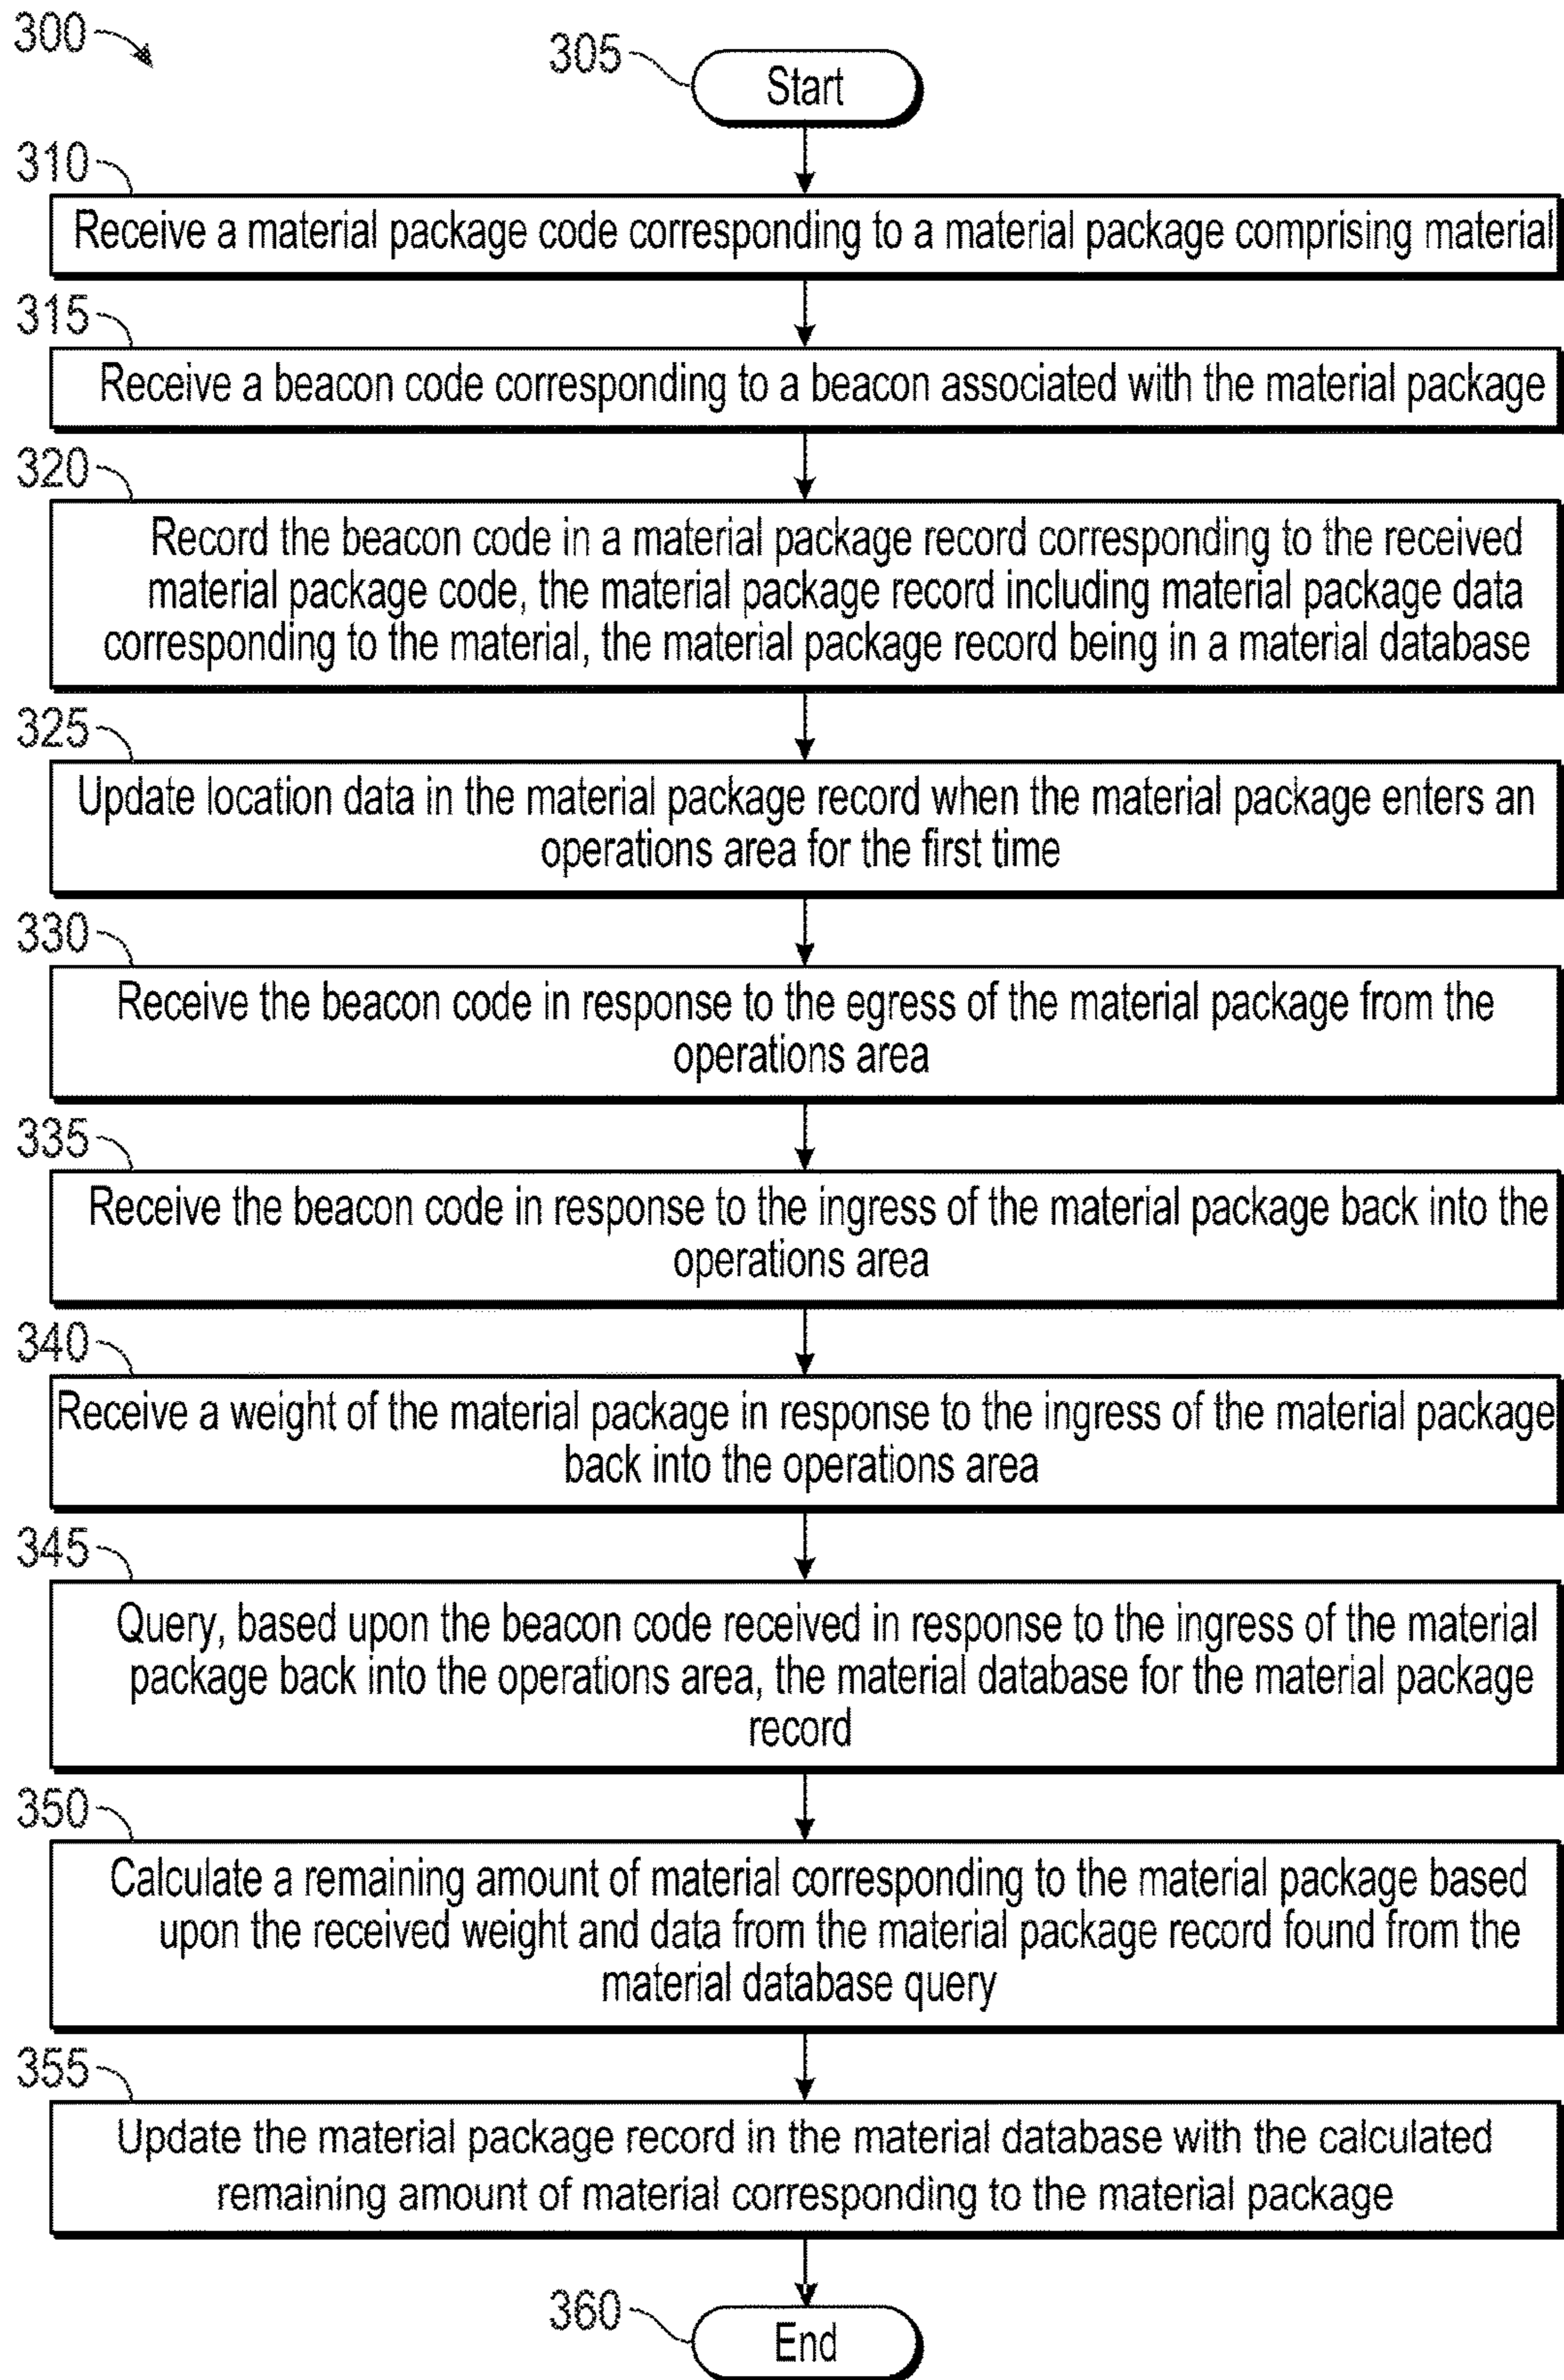 300
305
Start
310
Receive a material package code corresponding to a material package comprising material
315
Receive a beacon code corresponding to a beacon associated with the material package
320
Record the beacon code in a material package record corresponding to the received
material package code, the material package record including material package data
corresponding to the material, the material package record being in a material database
325
Update location data in the material package record when the material package enters an
operations area for the first time
330
Receive the beacon code in response to the egress of the material package from the
operations area
335
Receive the beacon code in response to the ingress of the material package back into the
operations area
340
Receive a weight of the material package in response to the ingress of the material package
back into the operations area
345
Query, based upon the beacon code received in response to the ingress of the material
package back into the operations area, the material database for the material package
record
350
Calculate a remaining amount of material corresponding to the material package based
upon the received weight and data from the material package record found from the
material database query
355
Update the material package record in the material database with the calculated
remaining amount of material corresponding to the material package
360
End